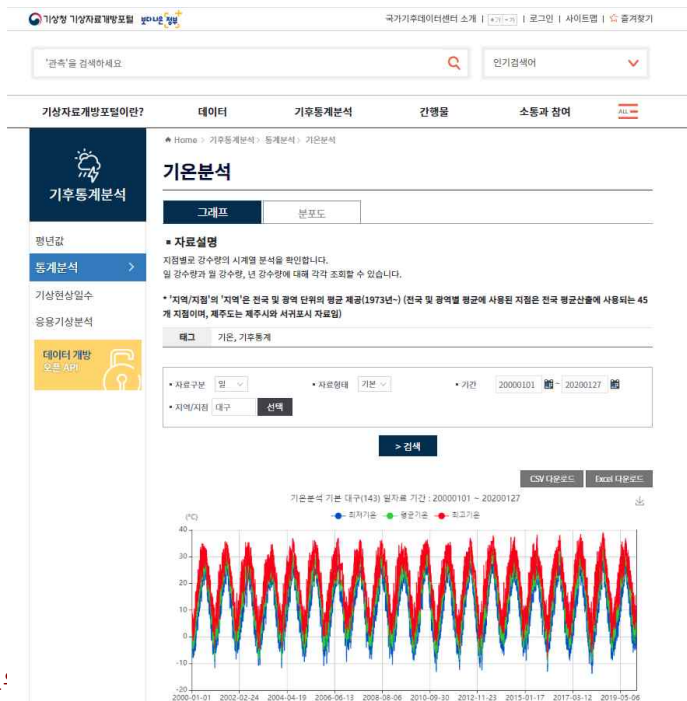 기상청 기상자료개방포털 보다나은 정부
국가기후데이터센터 소개 | | 로그인 | 사이트맵 | ☆ 즐겨찾기
'관측'을 검색하세요
인기검색어
기상자료개방포털이란? 데이터 기후통계분석 간행물 소통과 참여 ALL
Home > 기후통계분석 > 통계분석 > 기온분석
기후통계분석
기온분석
그래프 분포도
평년값
통계분석 >
기상현상일수
응용기상분석
데이터 개방
오픈 API
▪ 자료설명
지점별로 강수량의 시계열 분석을 확인합니다.
일 강수량과 월 강수량, 년 강수량에 대해 각각 조회할 수 있습니다.
* '지역/지점'의 '지역'은 전국 및 광역 단위의 평균 제공(1973년~) (전국 및 광역별 평균에 사용된 지점은 전국 평균산출에 사용되는 45
개 지점이며, 제주도는 제주시와 서귀포시 자료임)
태그 기온, 기후통계
• 자료구분 일 • 자료형태 기본 • 기간 20000101 ~ 20200127
• 지역/지점 대구 선택
> 검색
CSV 다운로드 Excel 다운로드
기온분석 기본 대구(143) 일자료 기간 : 20000101 ~ 20200127
최저기온 평균기온 최고기온
(℃)
40
30
20
10
0
-10
-20
2000-01-01 2002-02-24 2004-04-19 2006-06-13 2008-08-06 2010-09-30 2012-11-23 2015-01-17 2017-03-12 2019-05-06